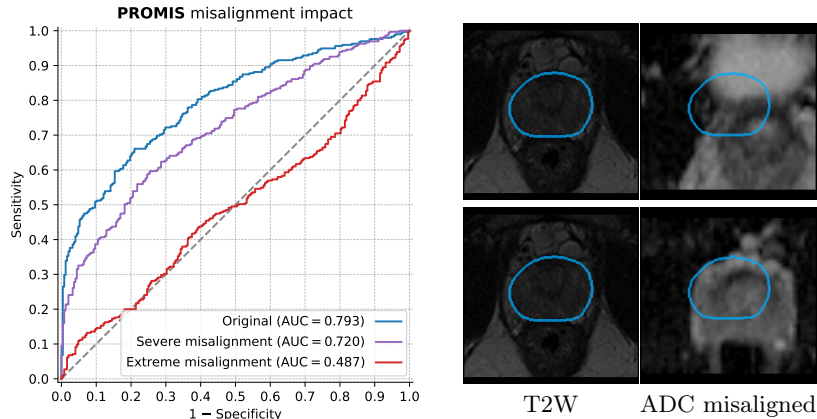 PROMIS misalignment impact
1.0
0.9
0.8
0.7
0.6
0.5
0.4
0.3
0.2
0.1
0.0
Sensitivity
Original (AUC = 0.793)
Severe misalignment (AUC = 0.720)
Extreme misalignment (AUC = 0.487)
0.0 0.1 0.2 0.3 0.4 0.5 0.6 0.7 0.8 0.9 1.0
1 − Specificity
T2W ADC misaligned